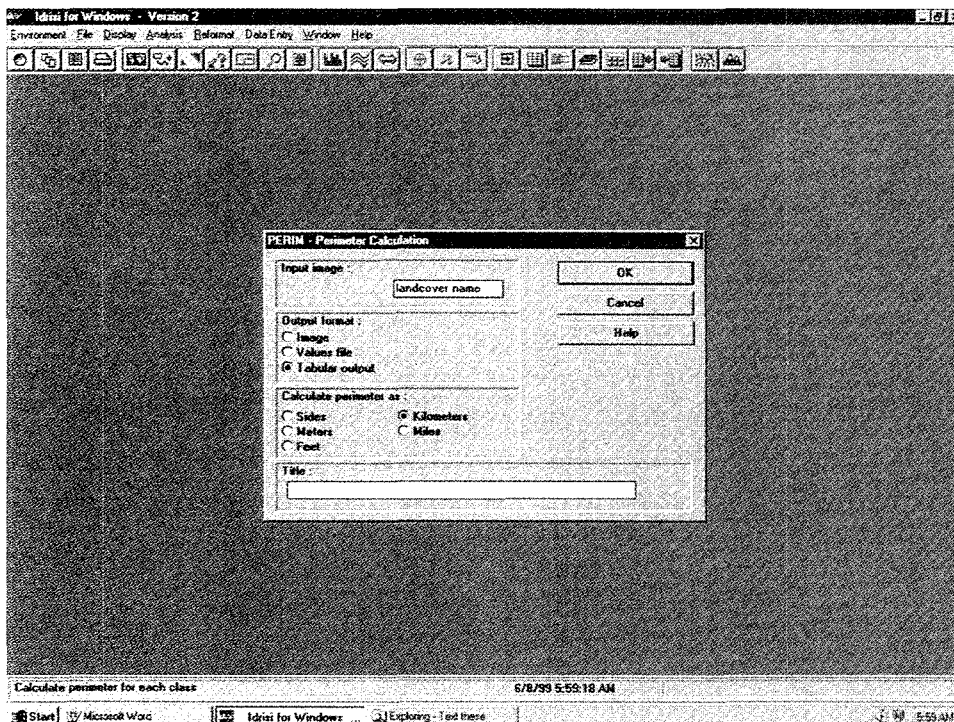 Idrisi for Windows - Version 2
Environment File Display Analysis Reformat Data Entry Window Help
PERIM - Perimeter Calculation
Input image :
landcover name
OK
Cancel
Help
Output format :
Image
Values file
Tabular output
Calculate perimeter as :
Sides
Kilometers
Meters
Miles
Feet
Title :
Calculate perimeter for each class
6/8/99 5:59:18 AM
Start
Microsoft Word
Idrisi for Windows ...
Exploring - Text these
5:59 AM